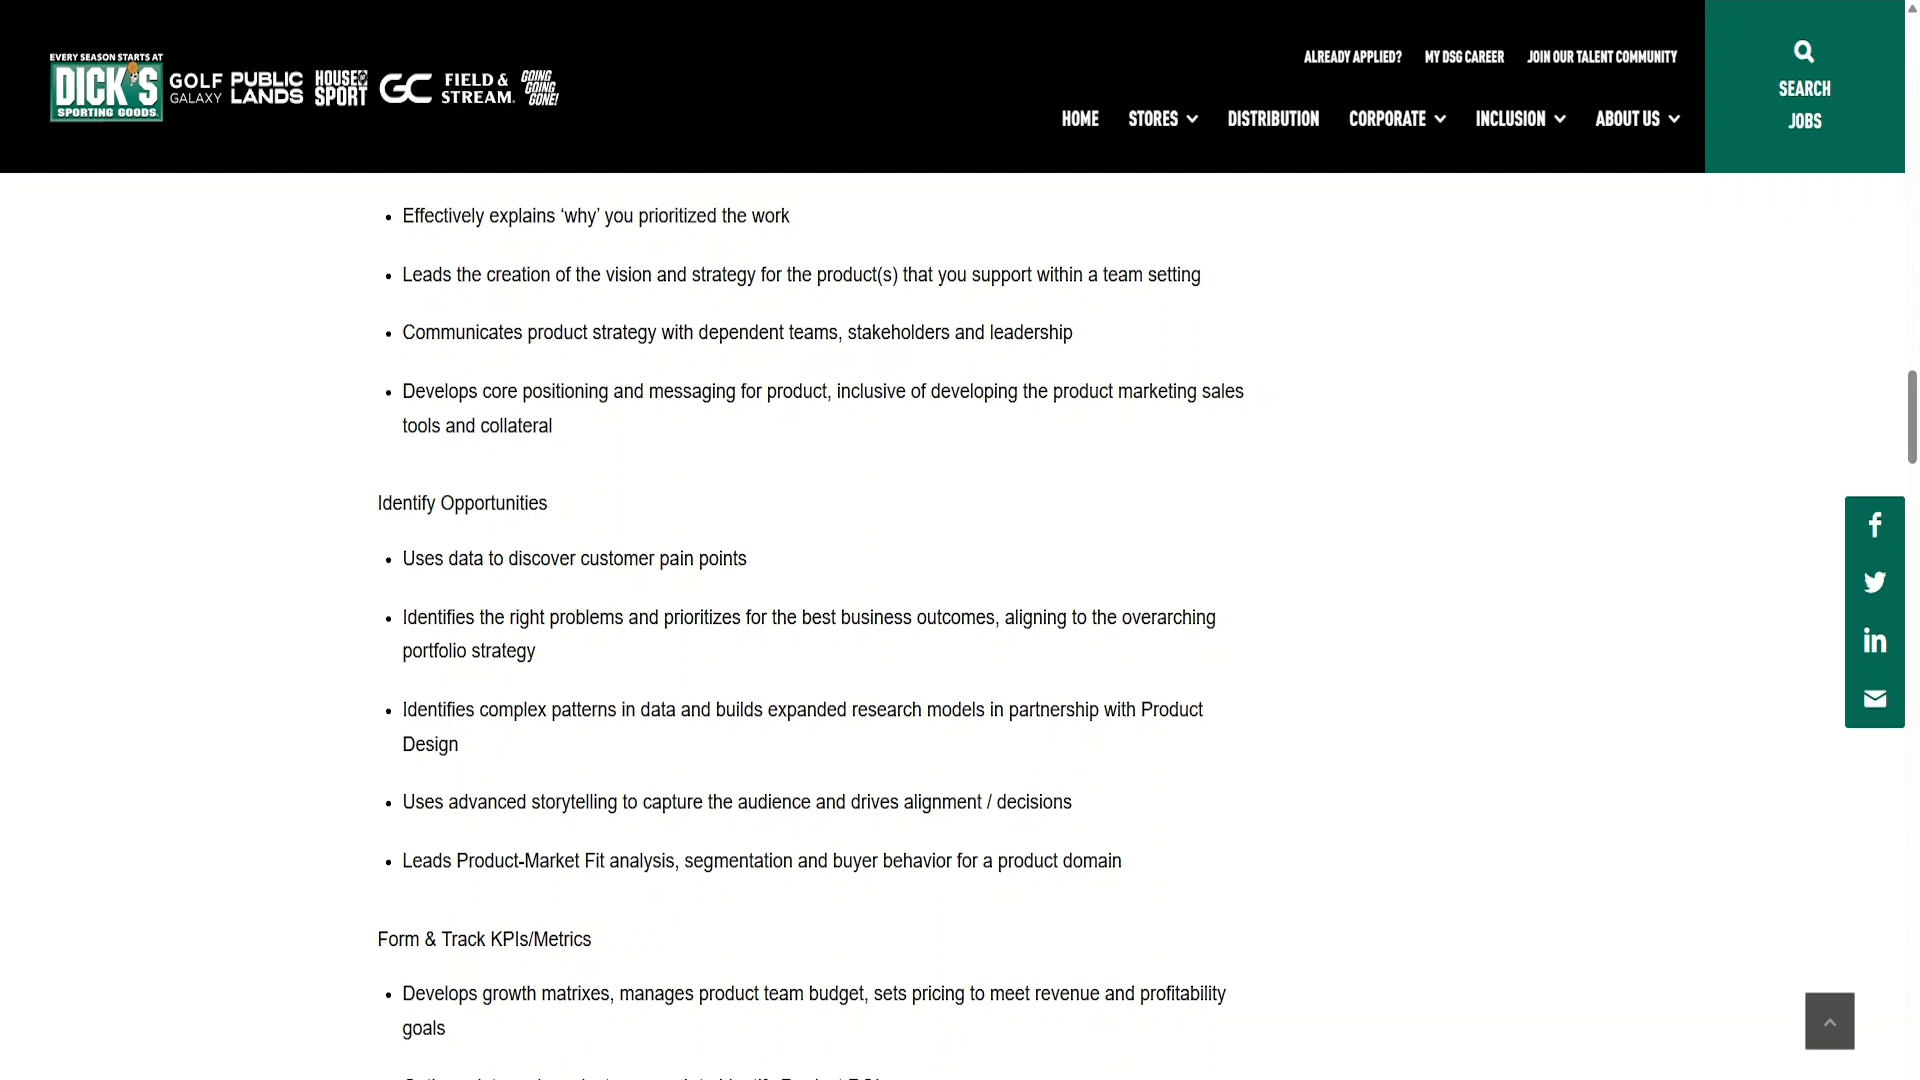 EVERY SEASON STARTS AT
DICK'S
SPORTING GOODS.
GOLF
GALAXY
PUBLIC
LANDS
HOUSE
SPORT
GC
FIELD &
STREAM.
GOING
GOING
GONE!
ALREADY APPLIED?
MY DSG CAREER
JOIN OUR TALENT COMMUNITY
HOME
STORES
DISTRIBUTION
CORPORATE
INCLUSION
ABOUT US
SEARCH
JOBS
• Effectively explains ‘why’ you prioritized the work
• Leads the creation of the vision and strategy for the product(s) that you support within a team setting
• Communicates product strategy with dependent teams, stakeholders and leadership
• Develops core positioning and messaging for product, inclusive of developing the product marketing sales
tools and collateral
Identify Opportunities
• Uses data to discover customer pain points
• Identifies the right problems and prioritizes for the best business outcomes, aligning to the overarching
portfolio strategy
• Identifies complex patterns in data and builds expanded research models in partnership with Product
Design
• Uses advanced storytelling to capture the audience and drives alignment / decisions
• Leads Product-Market Fit analysis, segmentation and buyer behavior for a product domain
Form & Track KPIs/Metrics
• Develops growth matrixes, manages product team budget, sets pricing to meet revenue and profitability
goals